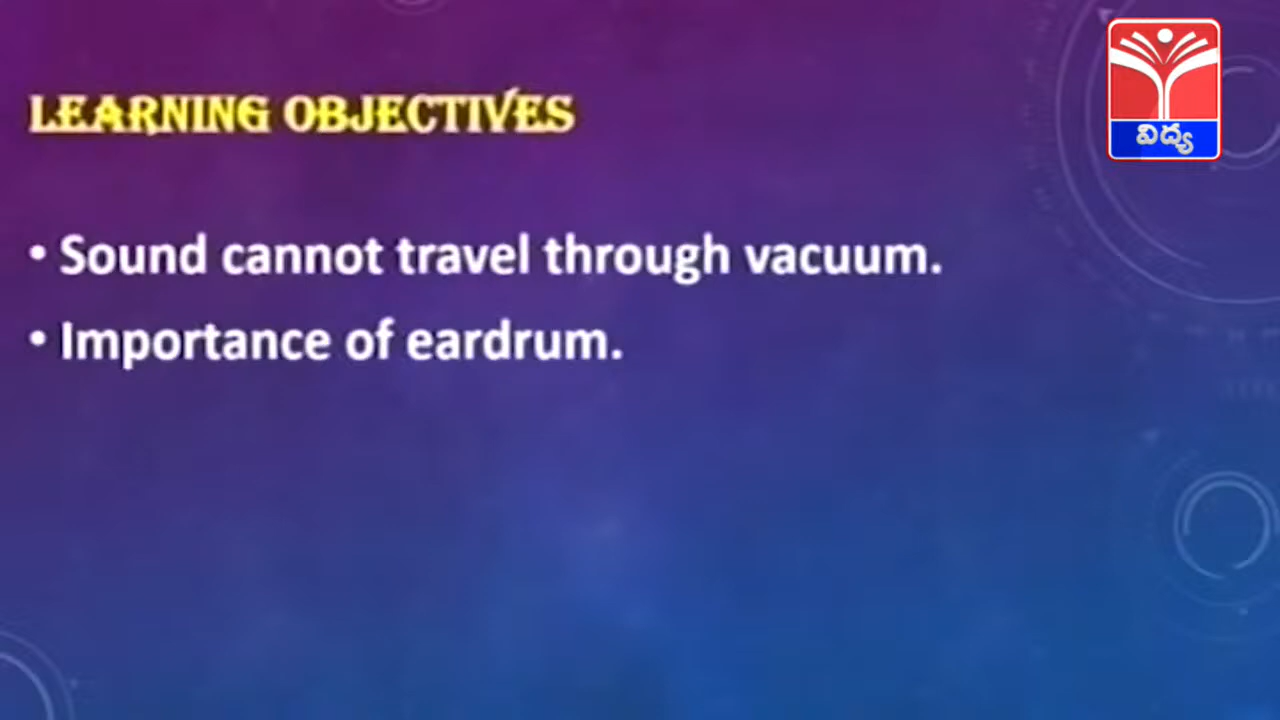 విద్య
LEARNING OBJECTIVES
• Sound cannot travel through vacuum.
• Importance of eardrum.